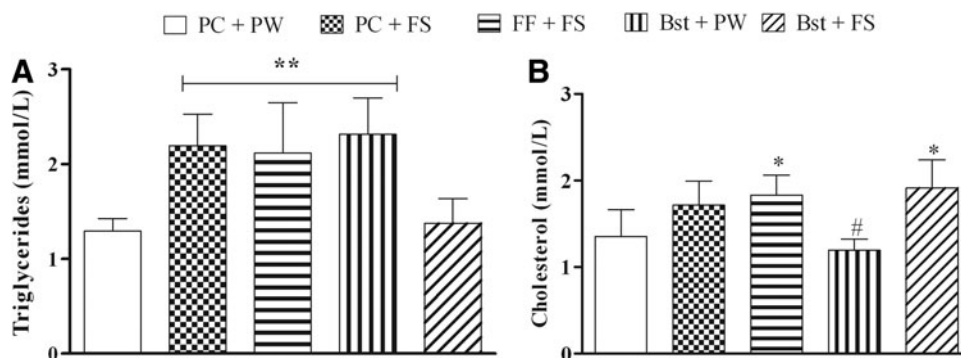 PC + PW PC + FS FF + FS Bst + PW Bst + FS
A
**
Triglycerides (mmol/L)
3
2
1
0
B
Cholesterol (mmol/L)
3
2
1
0
*
#
*